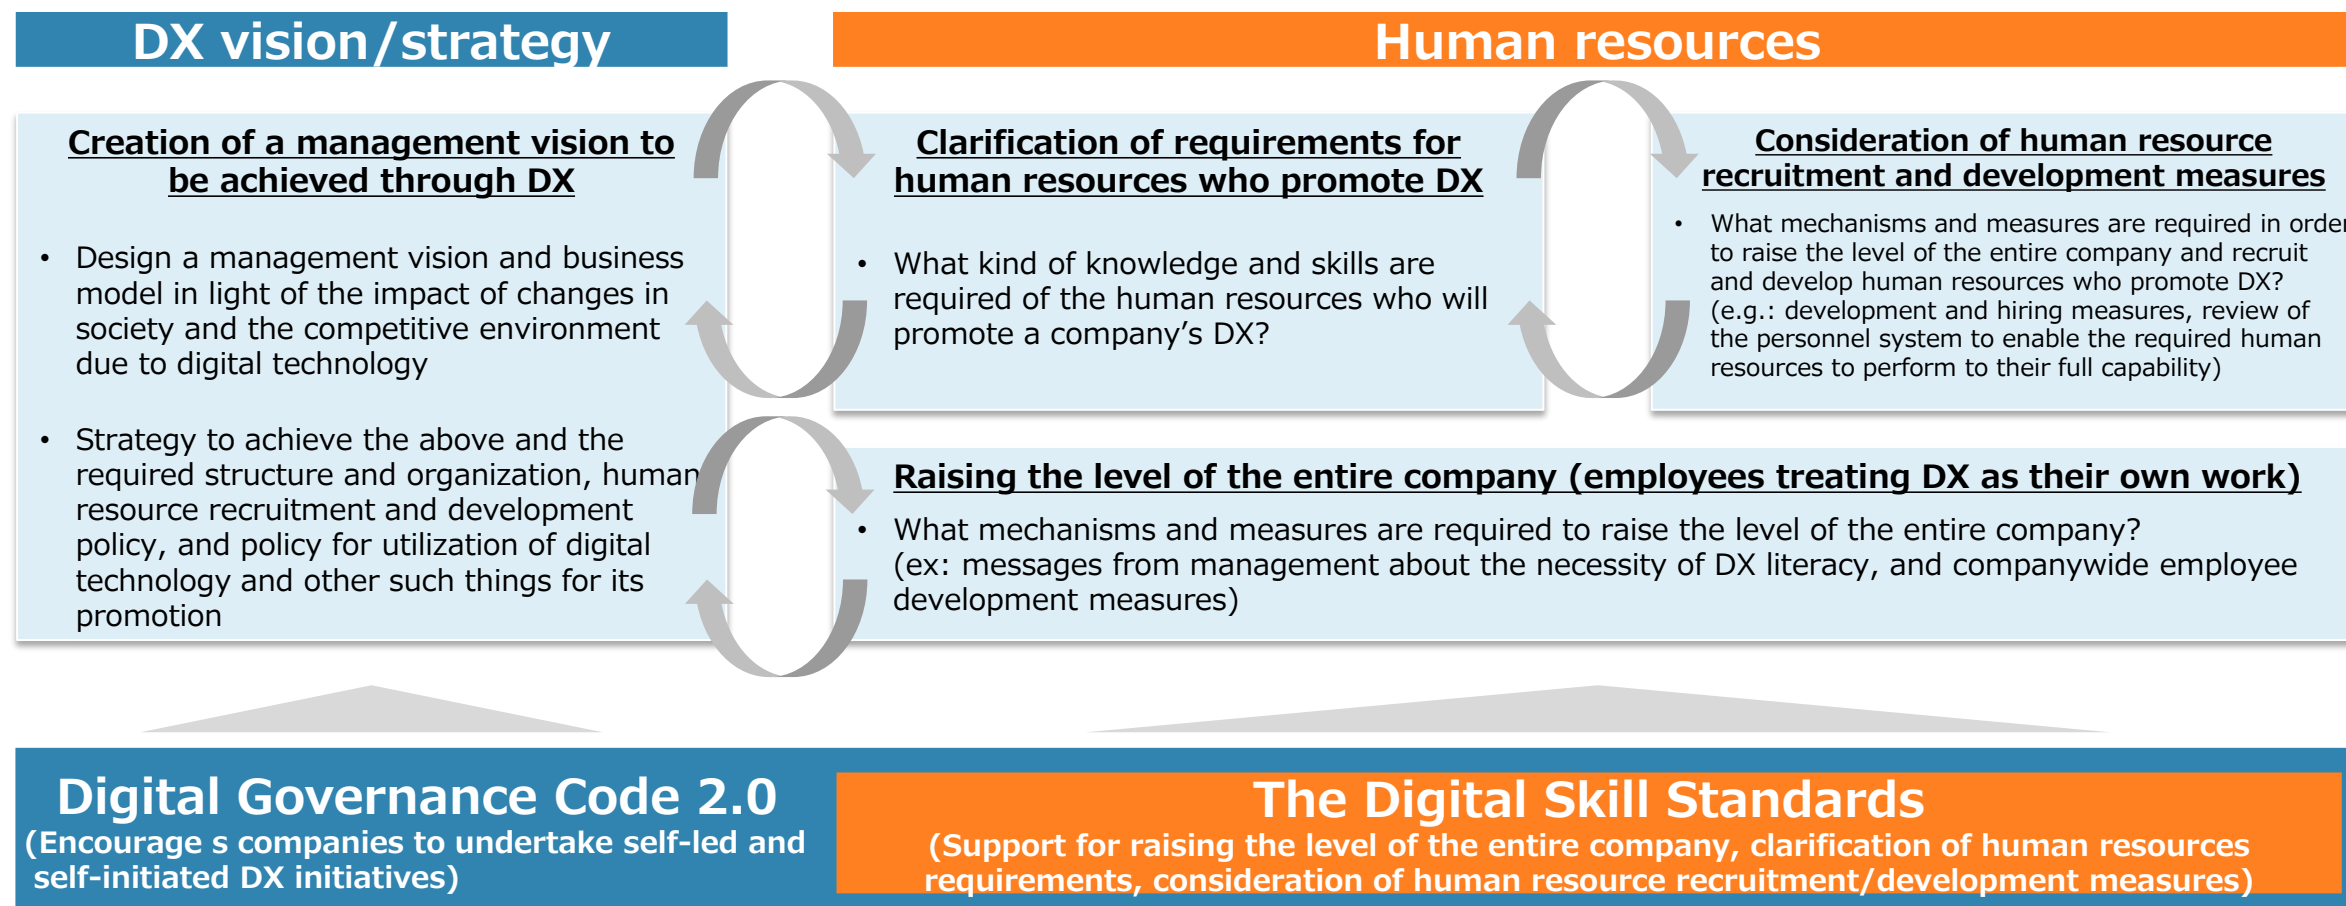 DX vision/strategy
Human resources
Creation of a management vision to
be achieved through DX
• Design a management vision and business
model in light of the impact of changes in
society and the competitive environment
due to digital technology
• Strategy to achieve the above and the
required structure and organization, human
resource recruitment and development
policy, and policy for utilization of digital
technology and other such things for its
promotion
Clarification of requirements for
human resources who promote DX
• What kind of knowledge and skills are
required of the human resources who will
promote a company's DX?
Consideration of human resource
recruitment and development measures
• What mechanisms and measures are required in order
to raise the level of the entire company and recruit
and develop human resources who promote DX?
(e.g.: development and hiring measures, review of
the personnel system to enable the required human
resources to perform to their full capability)
Raising the level of the entire company (employees treating DX as their own work)
• What mechanisms and measures are required to raise the level of the entire company?
(ex: messages from management about the necessity of DX literacy, and companywide employee
development measures)
Digital Governance Code 2.0
(Encourage s companies to undertake self-led and
self-initiated DX initiatives)
The Digital Skill Standards
(Support for raising the level of the entire company, clarification of human resources
requirements, consideration of human resource recruitment/development measures)